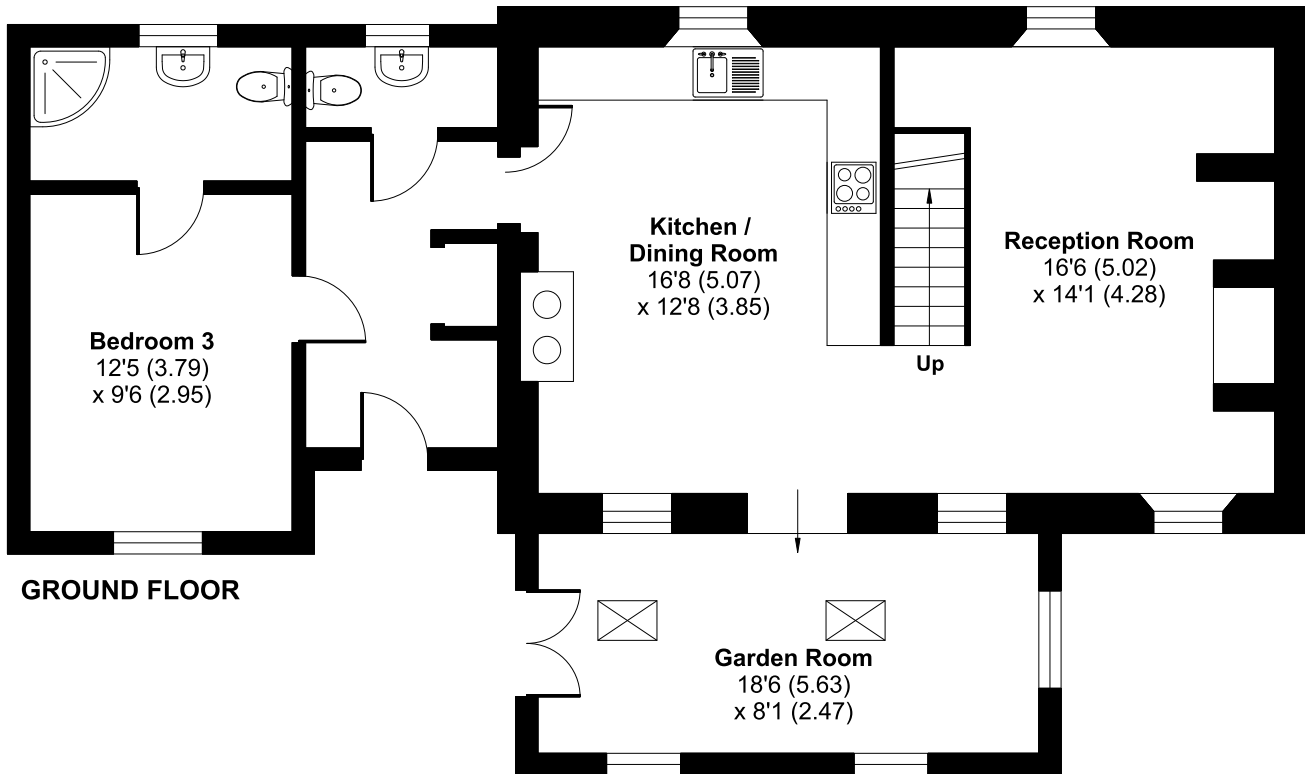 Kitchen /
Dining Room
16'8 (5.07)
x 12'8 (3.85)
Reception Room
16'6 (5.02)
x 14'1 (4.28)
Bedroom 3
12'5 (3.79)
x 9'6 (2.95)
Up
GROUND FLOOR
Garden Room
18'6 (5.63)
x 8'1 (2.47)